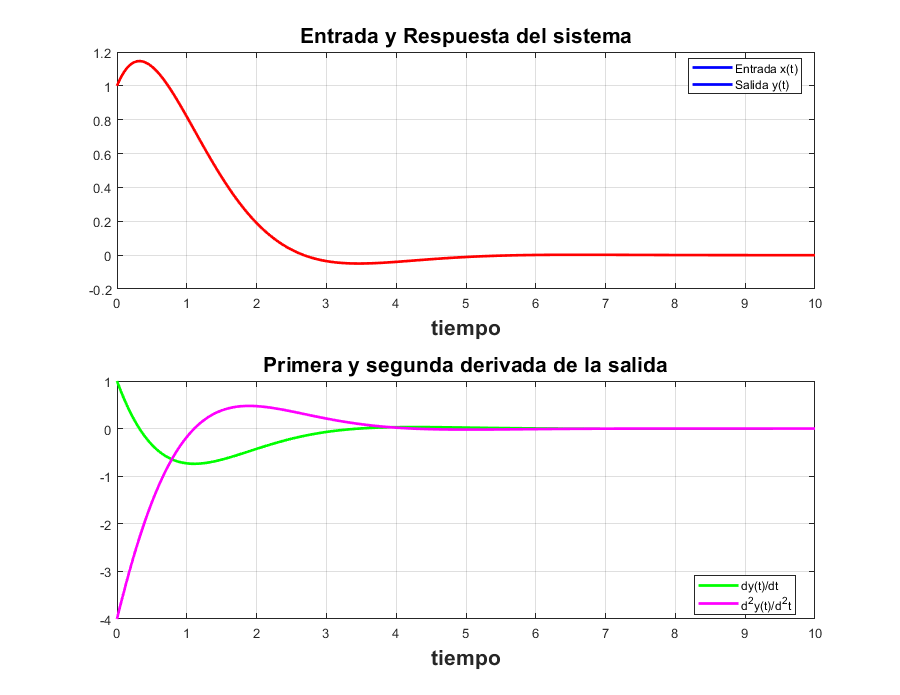 Entrada y Respuesta del sistema
1.2
1
0.8
0.6
0.4
0.2
0
-0.2
Entrada x(t)
Salida y(t)
0 1 2 3 4 5 6 7 8 9 10
tiempo
Primera y segunda derivada de la salida
1
0
-1
-2
-3
-4
dy(t)/dt
d²y(t)/d²t
0 1 2 3 4 5 6 7 8 9 10
tiempo